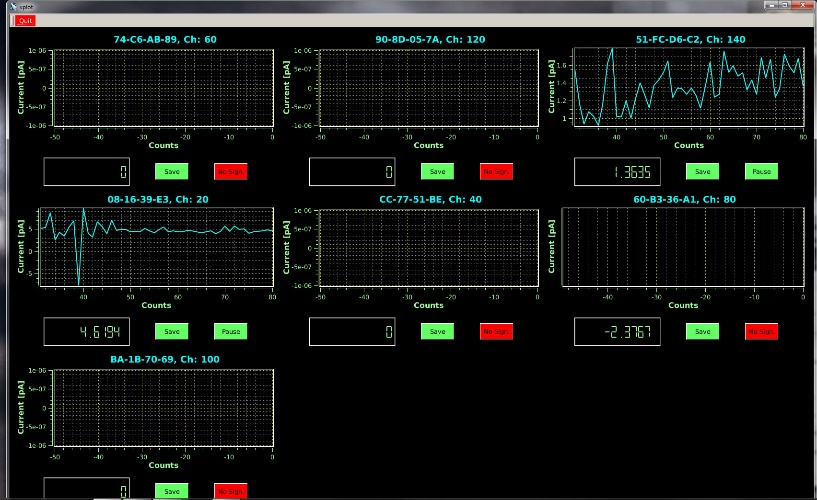 vplot
Quit
74-C6-AB-89, Ch: 60
90-8D-05-7A, Ch: 120
51-FC-D6-C2, Ch: 140
Current [pA]
1e-06
5e-07
0
-5e-07
-1e-06
-50 -40 -30 -20 -10 0
Counts
Current [pA]
1e-06
5e-07
0
-5e-07
-1e-06
-50 -40 -30 -20 -10 0
Counts
Current [pA]
1.6
1.4
1.2
1
40 50 60 70 80
Counts
0 Save No Sign.
0 Save No Sign.
1.3635 Save Pause
08-16-39-E3, Ch: 20
CC-77-51-BE, Ch: 40
60-B3-36-A1, Ch: 80
Current [pA]
5
0
-5
40 50 60 70 80
Counts
Current [pA]
1e-06
5e-07
0
-5e-07
-1e-06
-50 -40 -30 -20 -10 0
Counts
Current [pA]
-40 -30 -20 -10 0
Counts
4.6194 Save Pause
0 Save No Sign.
-2.3767 Save No Sign.
BA-1B-70-69, Ch: 100
Current [pA]
1e-06
5e-07
0
-5e-07
-1e-06
-50 -40 -30 -20 -10 0
Counts
0 Save No Sign.